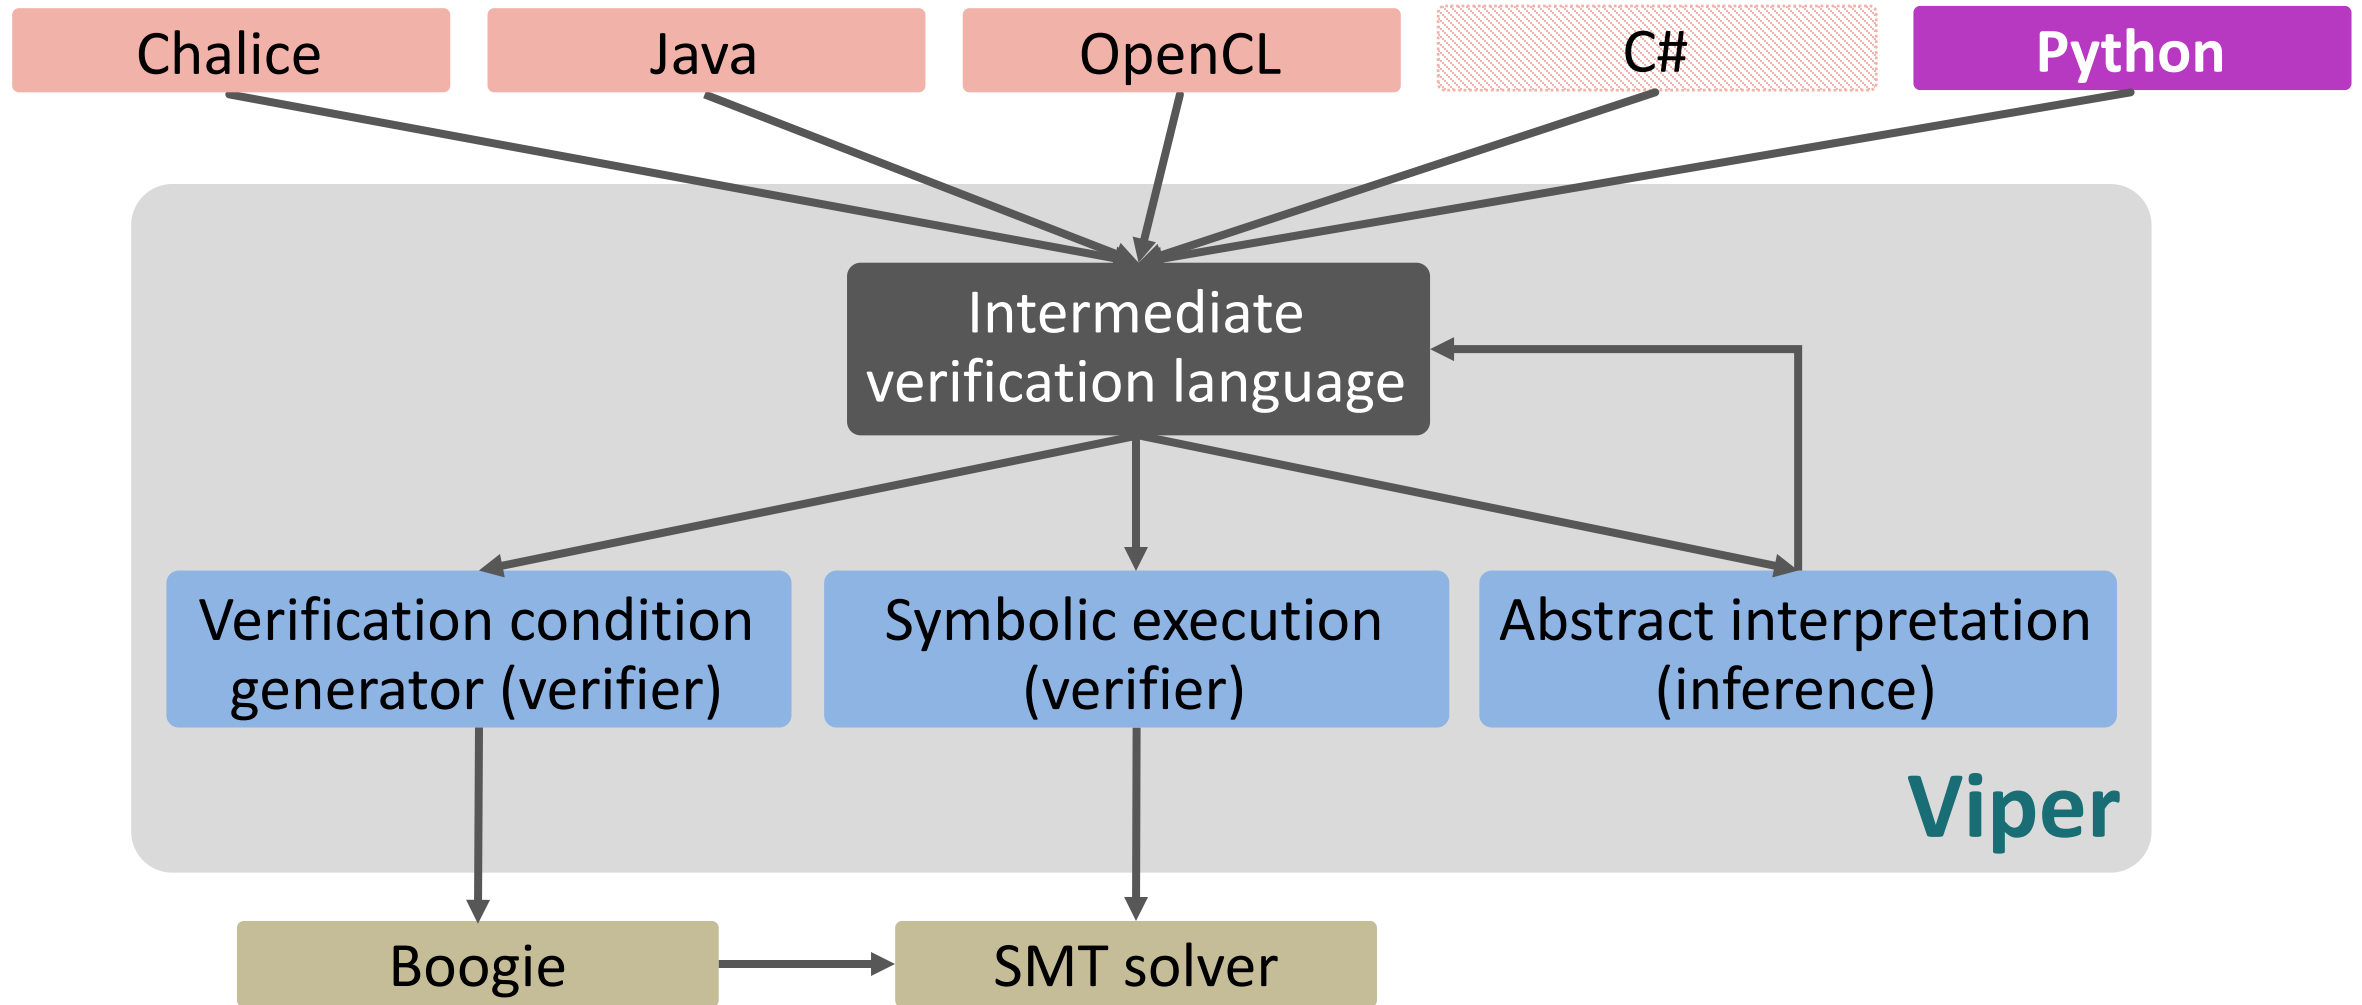 Chalice
Java
OpenCL
C#
Python
Intermediate
verification language
Verification condition
generator (verifier)
Symbolic execution
(verifier)
Abstract interpretation
(inference)
Viper
Boogie
SMT solver